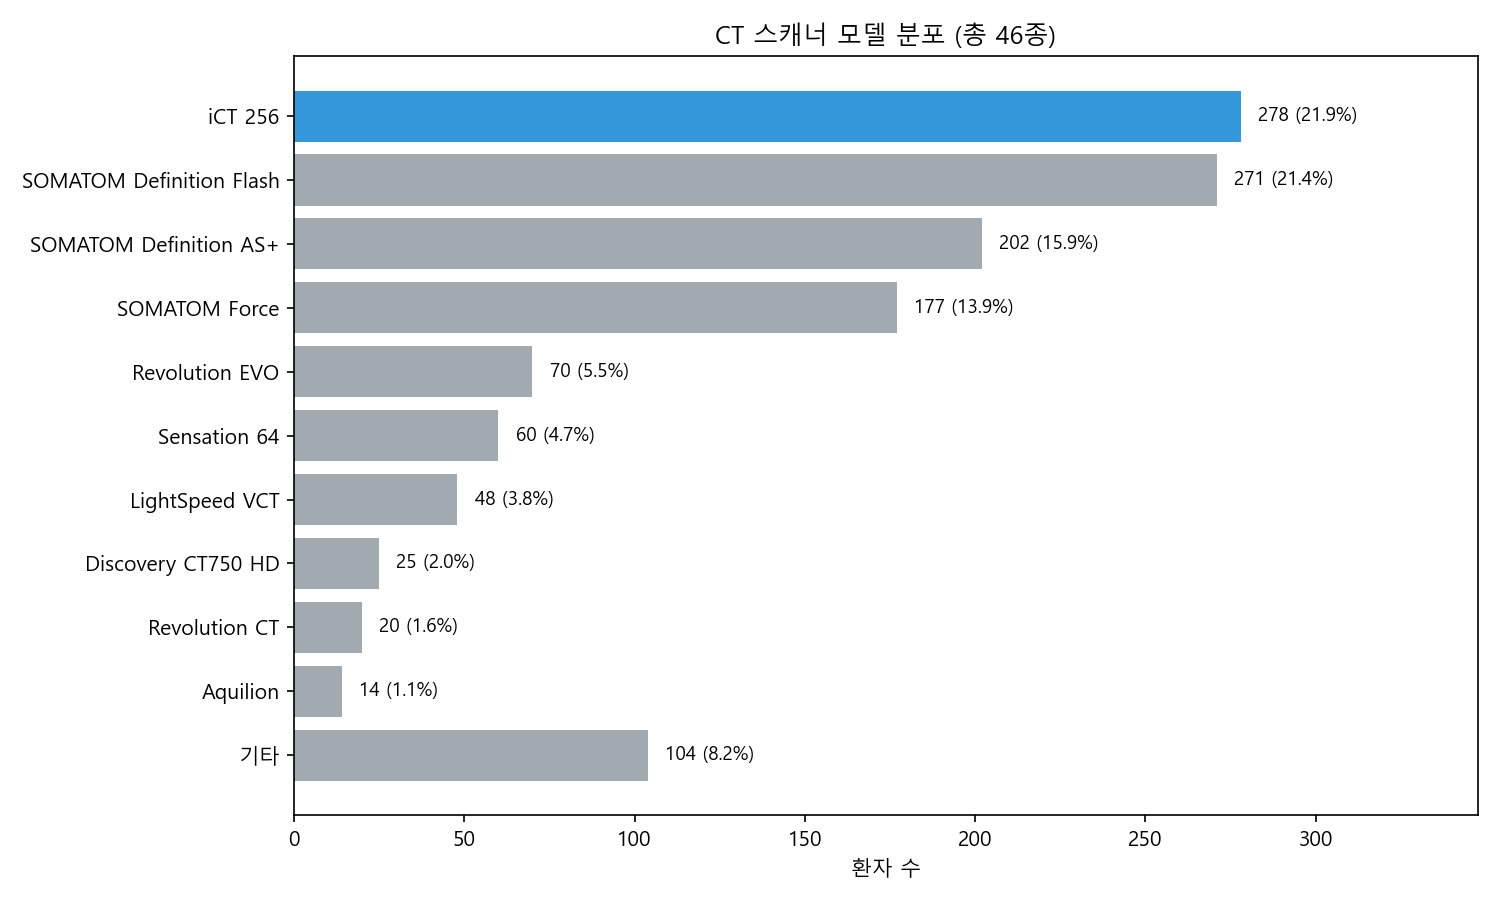 CT 스캐너 모델 분포 (총 46종)
iCT 256
278 (21.9%)
SOMATOM Definition Flash
271 (21.4%)
SOMATOM Definition AS+
202 (15.9%)
SOMATOM Force
177 (13.9%)
Revolution EVO
70 (5.5%)
Sensation 64
60 (4.7%)
LightSpeed VCT
48 (3.8%)
Discovery CT750 HD
25 (2.0%)
Revolution CT
20 (1.6%)
Aquilion
14 (1.1%)
기타
104 (8.2%)
0 50 100 150 200 250 300
환자 수